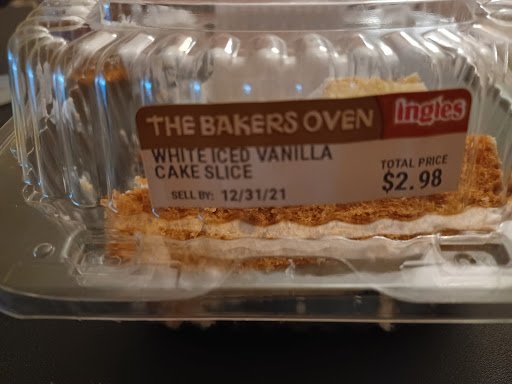 THE BAKERS OVEN Ingles
WHITE ICED VANILLA
CAKE SLICE
TOTAL PRICE
SELL BY: 12/31/21 $2.98